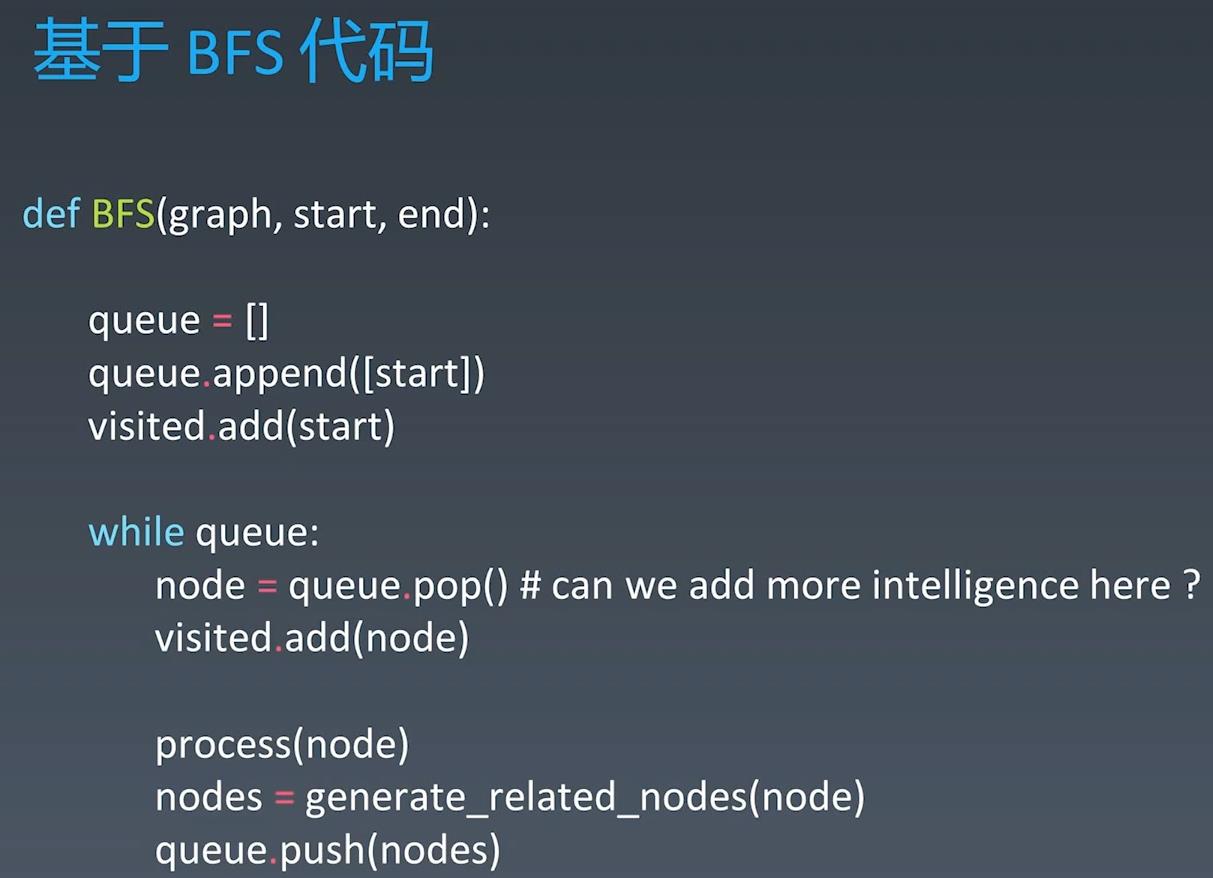 基于 BFS 代码
def BFS(graph, start, end):
queue = []
queue.append([start])
visited.add(start)
while queue:
node = queue.pop() # can we add more intelligence here ?
visited.add(node)
process(node)
nodes = generate_related_nodes(node)
queue.push(nodes)